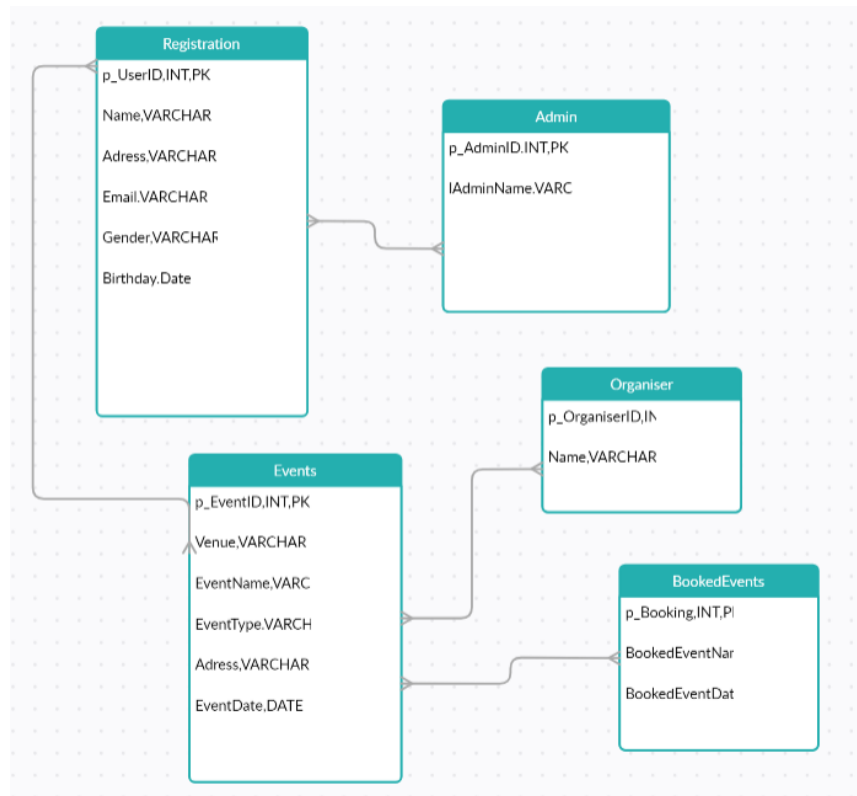 Registration
p_UserID,INT,PK
Name,VARCHAR
Adress,VARCHAR
Email.VARCHAR
Gender,VARCHAR
Birthday.Date
Admin
p_AdminID.INT,PK
lAdminName.VARC
Organiser
p_OrganiserID,IN
Name,VARCHAR
Events
p_EventID,INT,PK
Venue,VARCHAR
EventName,VARC
EventType.VARCH
Adress,VARCHAR
EventDate,DATE
BookedEvents
p_Booking,INT,P
BookedEventNar
BookedEventDat